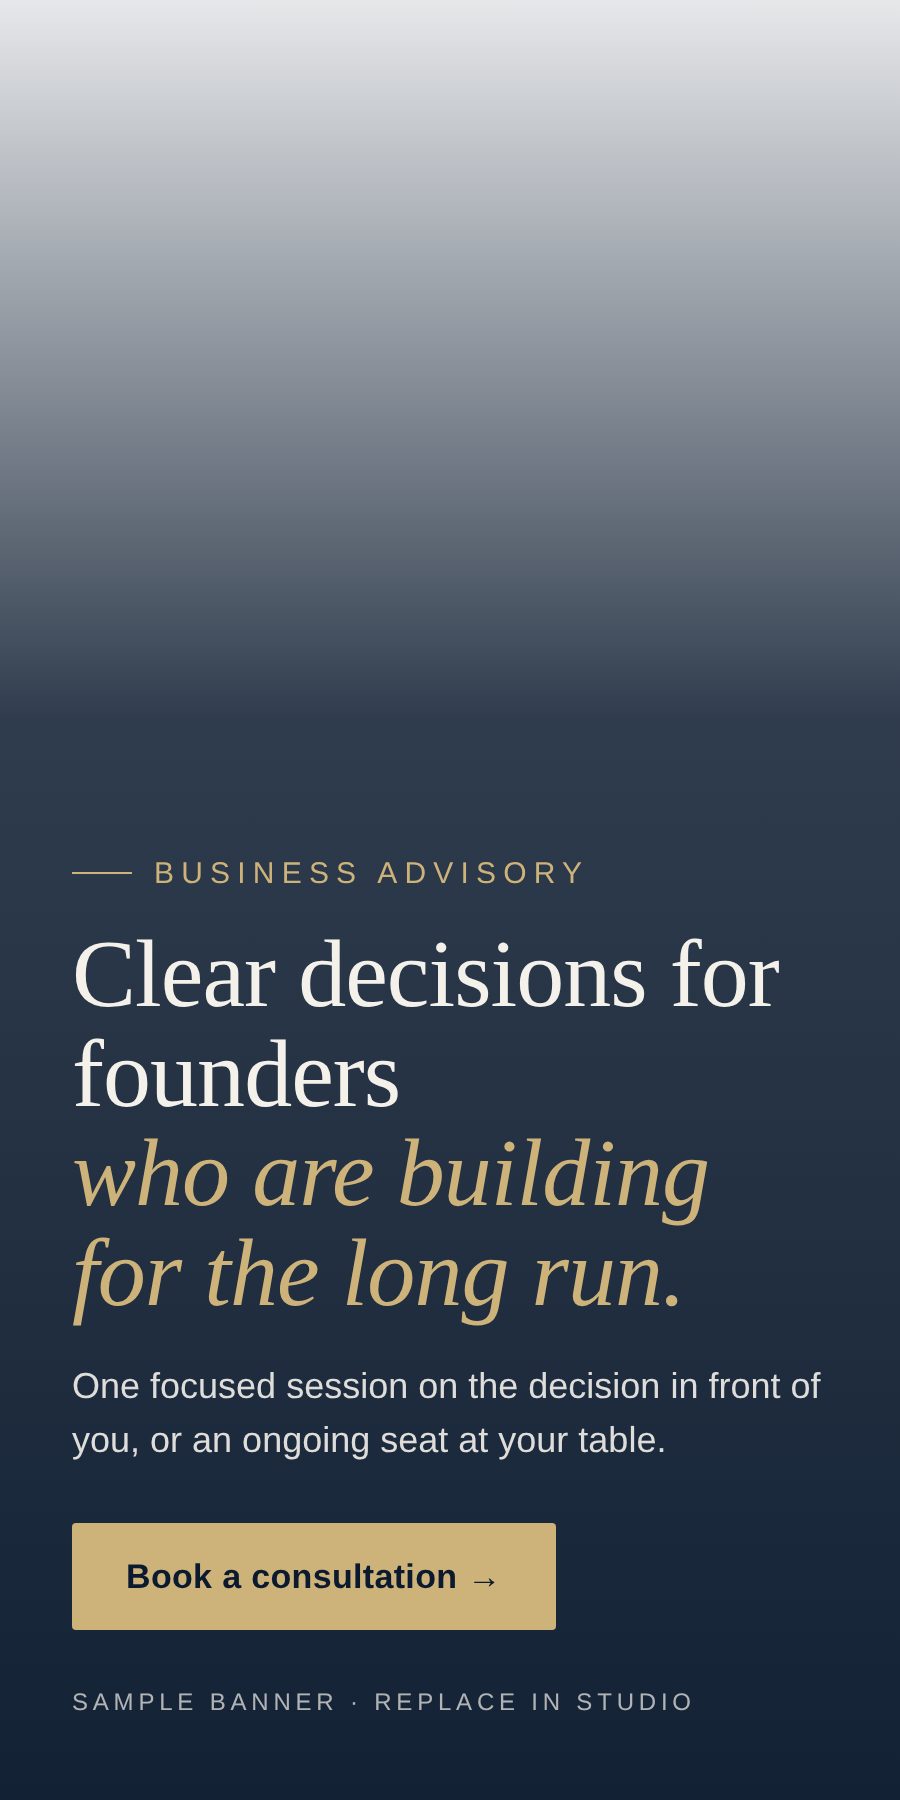 BUSINESS ADVISORY
Clear decisions for
founders
who are building
for the long run.
One focused session on the decision in front of
you, or an ongoing seat at your table.
Book a consultation →
SAMPLE BANNER · REPLACE IN STUDIO